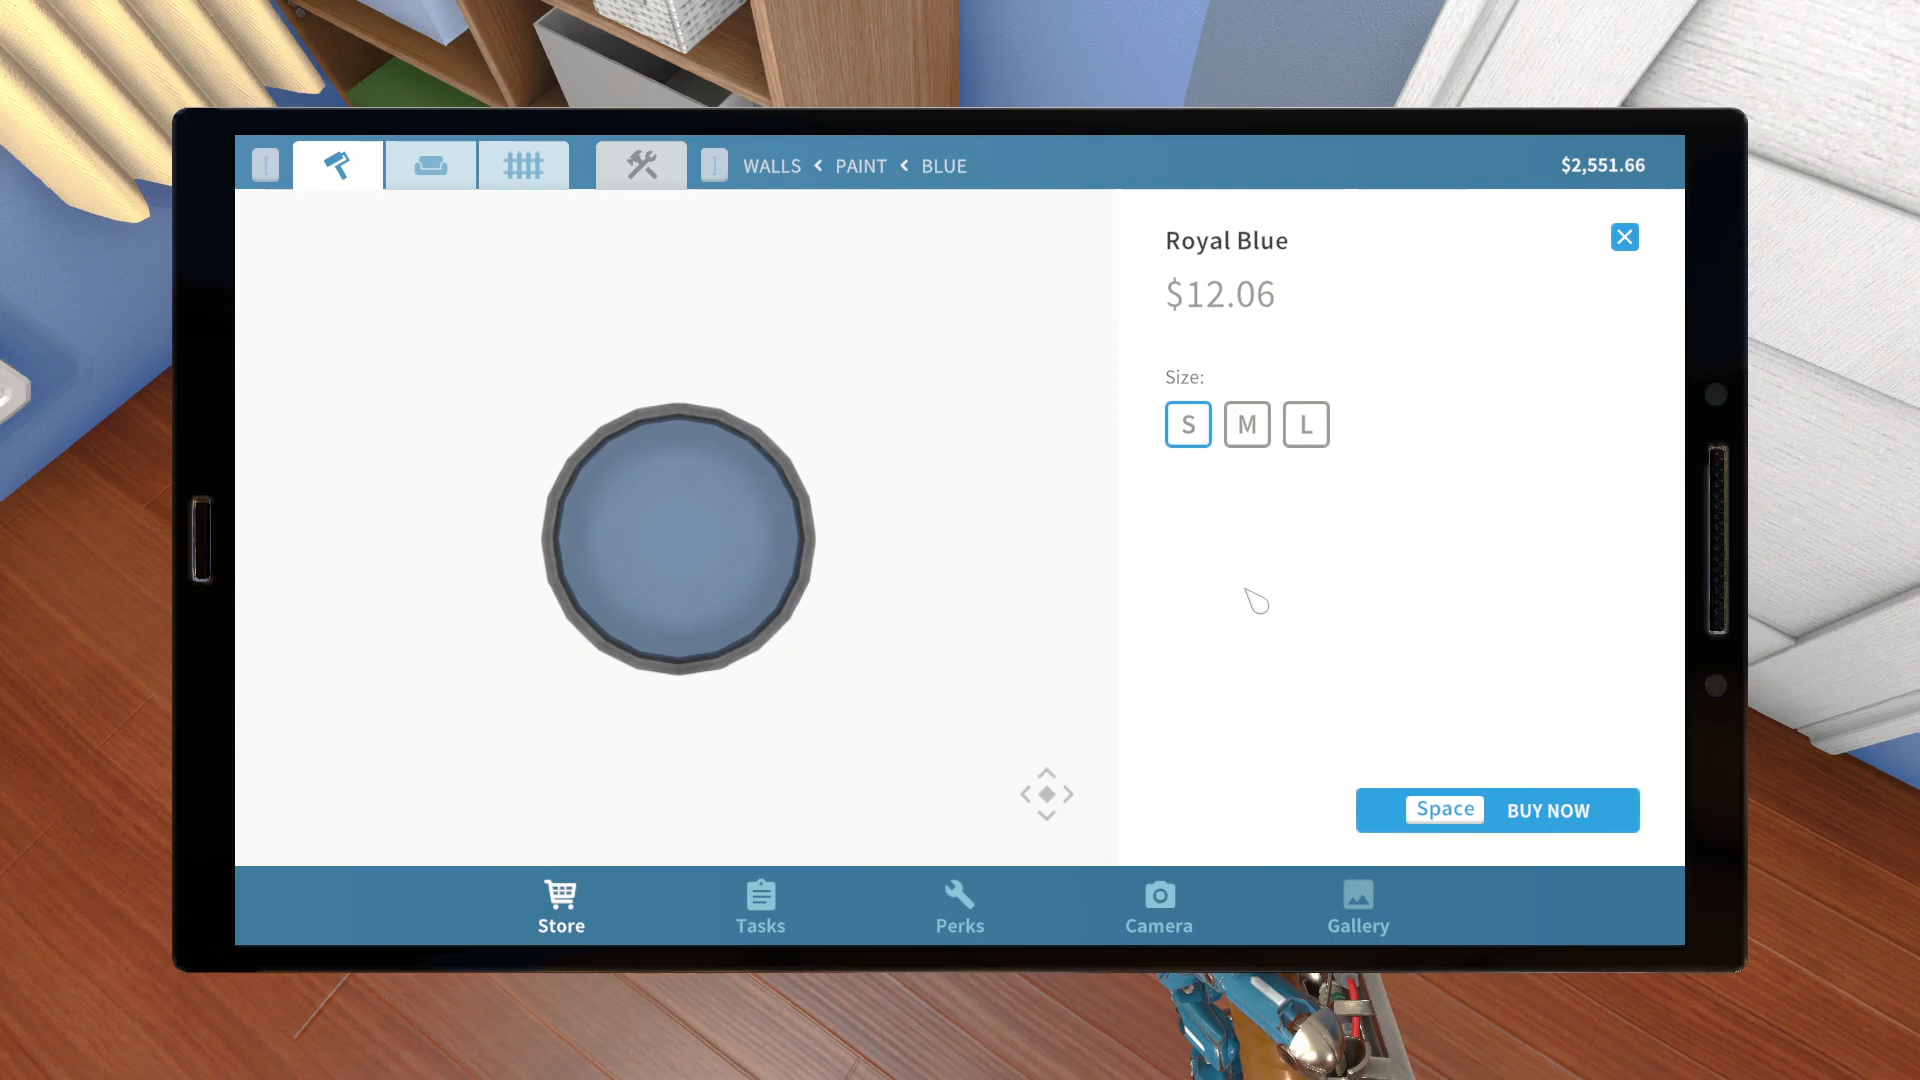 [
]
WALLS < PAINT < BLUE
$2,551.66
Royal Blue
$12.06
Size:
S M L
Space BUY NOW
Store Tasks Perks Camera Gallery